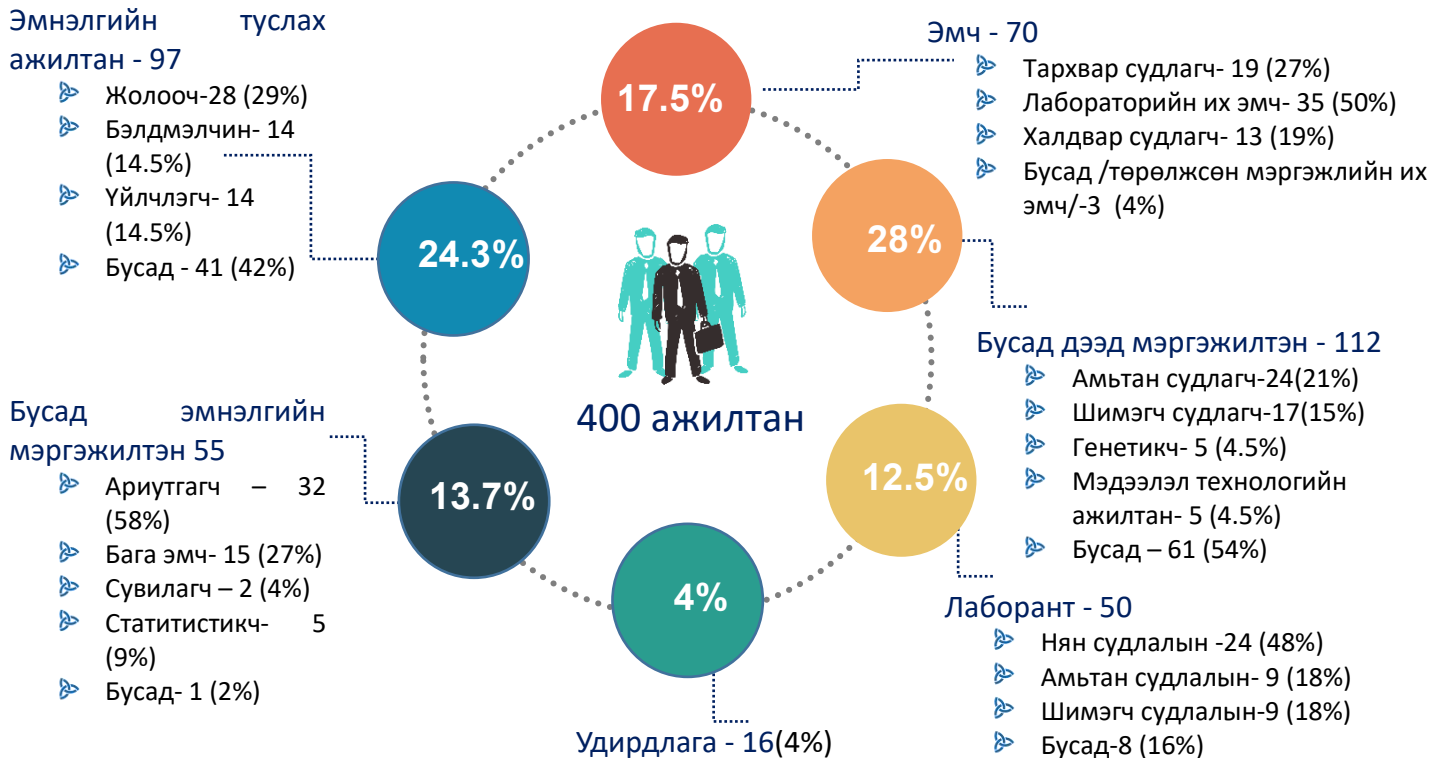 Эмнэлгийн туслах
ажилтан - 97
Жолооч-28 (29%)
Бэлдмэлчин- 14
(14.5%)
Үйлчлэгч- 14
(14.5%)
Бусад - 41 (42%)
17.5%
Эмч - 70
Тархвар судлагч- 19 (27%)
Лабораторийн их эмч- 35 (50%)
Халдвар судлагч- 13 (19%)
Бусад /төрөлжсөн мэргэжлийн их
эмч/-3 (4%)
24.3%
28%
400 ажилтан
Бусад дээд мэргэжилтэн - 112
Амьтан судлагч-24(21%)
Шимэгч судлагч-17(15%)
Генетикч- 5 (4.5%)
Мэдээлэл технологийн
ажилтан- 5 (4.5%)
Бусад – 61 (54%)
Бусад эмнэлгийн
мэргэжилтэн 55
Ариутгагч – 32
(58%)
Бага эмч- 15 (27%)
Сувилагч – 2 (4%)
Статитистикч- 5
(9%)
Бусад- 1 (2%)
13.7%
12.5%
4%
Лаборант - 50
Нян судлалын -24 (48%)
Амьтан судлалын- 9 (18%)
Шимэгч судлалын-9 (18%)
Бусад-8 (16%)
Удирдлага - 16(4%)